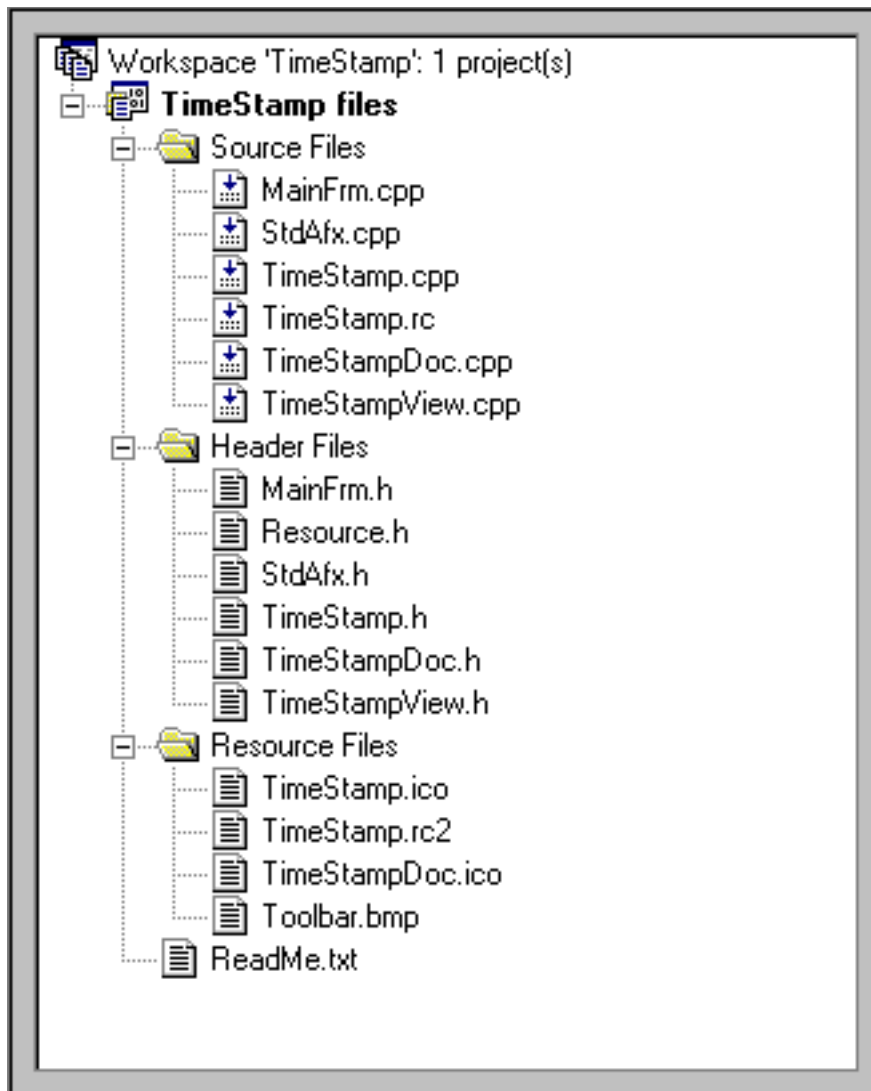 Workspace 'TimeStamp': 1 project(s)
TimeStamp files
Source Files
MainFrm.cpp
StdAfx.cpp
TimeStamp.cpp
TimeStamp.rc
TimeStampDoc.cpp
TimeStampView.cpp
Header Files
MainFrm.h
Resource.h
StdAfx.h
TimeStamp.h
TimeStampDoc.h
TimeStampView.h
Resource Files
TimeStamp.ico
TimeStamp.rc2
TimeStampDoc.ico
Toolbar.bmp
ReadMe.txt